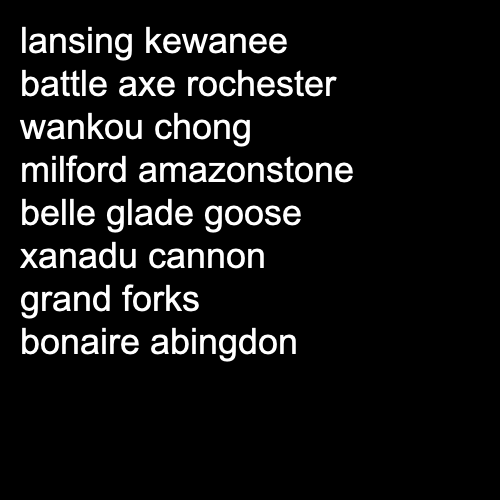 lansing kewanee
battle axe rochester
wankou chong
milford amazonstone
belle glade goose
xanadu cannon
grand forks
bonaire abingdon